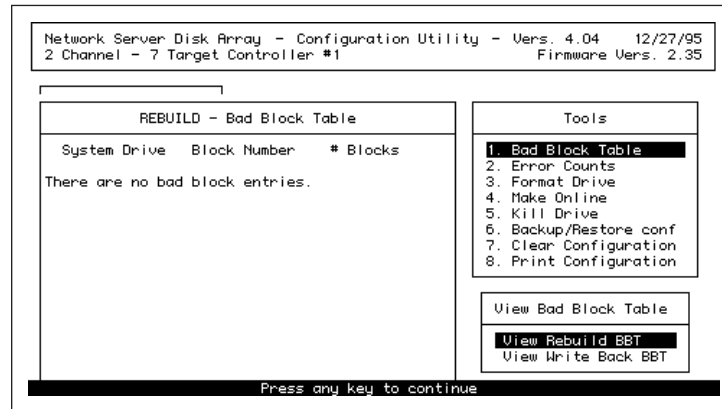 Network Server Disk Array - Configuration Utility - Vers. 4.04 12/27/95
2 Channel - 7 Target Controller #1 Firmware Vers. 2.35
REBUILD - Bad Block Table
System Drive Block Number # Blocks
There are no bad block entries.
Tools
1. Bad Block Table
2. Error Counts
3. Format Drive
4. Make Online
5. Kill Drive
6. Backup/Restore conf
7. Clear Configuration
8. Print Configuration
View Bad Block Table
View Rebuild BBT
View Write Back BBT
Press any key to continue